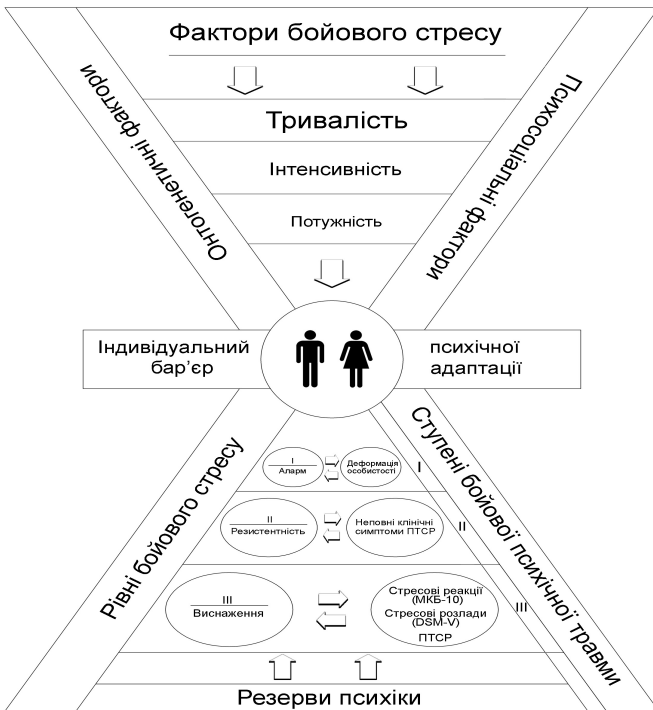 Фактори бойового стресу
Онтогенетичні фактори
Психосоціальні фактори
Тривалість
Інтенсивність
Потужність
Індивідуальний
бар’єр
психічної
адаптації
Рівні бойового стресу
Ступені бойової психічної травми
I
Аларм
Деформація
особистості
I
II
Резистентність
Неповні клінічні
симптоми ПТСР
II
III
Виснаження
Стресові реакції
(МКБ-10)
Стресові розлади
(DSM-V)
ПТСР
III
Резерви психіки